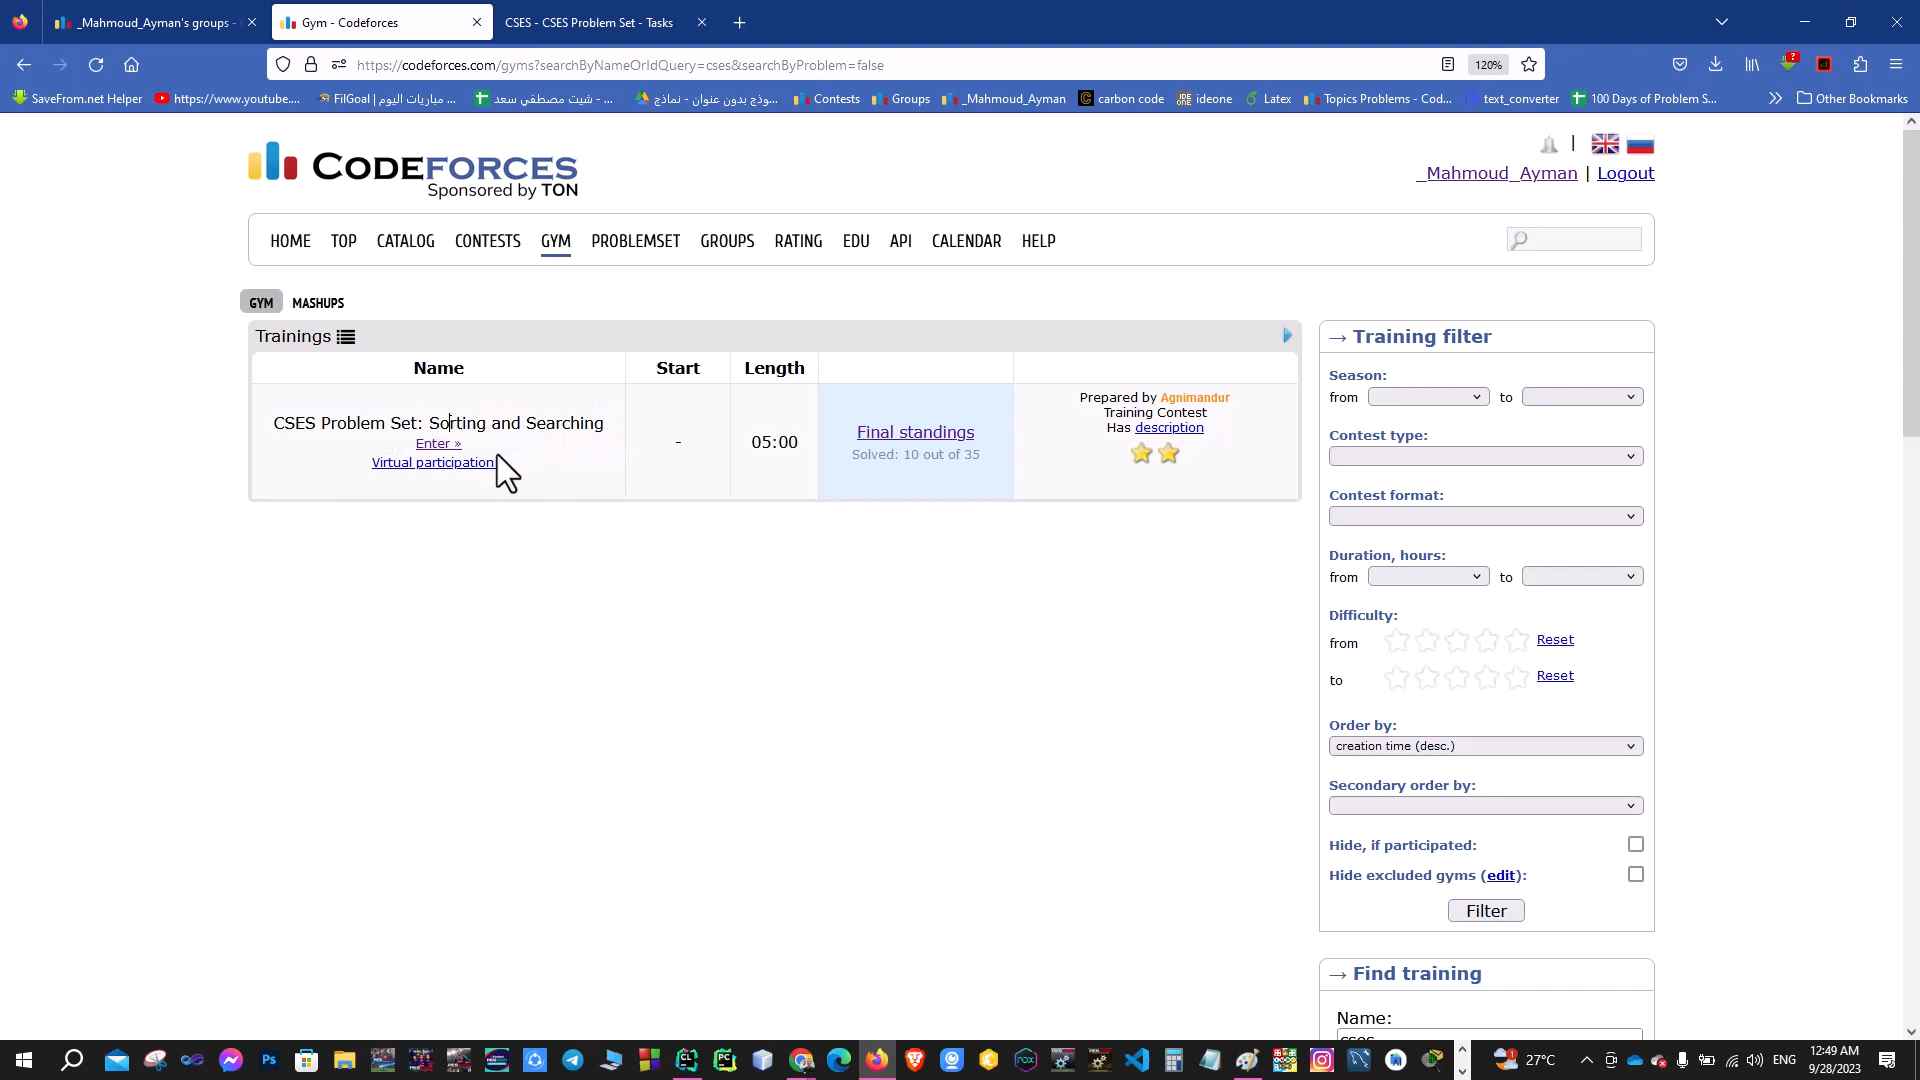 _Mahmoud_Ayman's groups -
Gym - Codeforces
CSES - CSES Problem Set - Tasks
https://codeforces.com/gyms?searchByNameOrIdQuery=cses&searchByProblem=false
120%
SaveFrom.net Helper
https://www.youtube....
FilGoal | مباريات اليوم ...
شيت مصطفي سعد - ...
نموذج بدون عنوان - نماذج...
Contests
Groups
_Mahmoud_Ayman
carbon code
ideone
Latex
Topics Problems - Cod...
text_converter
100 Days of Problem S...
Other Bookmarks
CODEFORCES
Sponsored by TON
_Mahmoud_Ayman | Logout
HOME TOP CATALOG CONTESTS GYM PROBLEMSET GROUPS RATING EDU API CALENDAR HELP
GYM MASHUPS
Trainings
Name Start Length
CSES Problem Set: Sorting and Searching
Enter »
Virtual participation
-
05:00
Final standings
Solved: 10 out of 35
Prepared by Agnimandur
Training Contest
Has description
→ Training filter
Season:
from to
Contest type:
Contest format:
Duration, hours:
from to
Difficulty:
from Reset
to Reset
Order by:
creation time (desc.)
Secondary order by:
Hide, if participated:
Hide excluded gyms (edit):
Filter
→ Find training
Name:
27°C
ENG
12:49 AM
9/28/2023